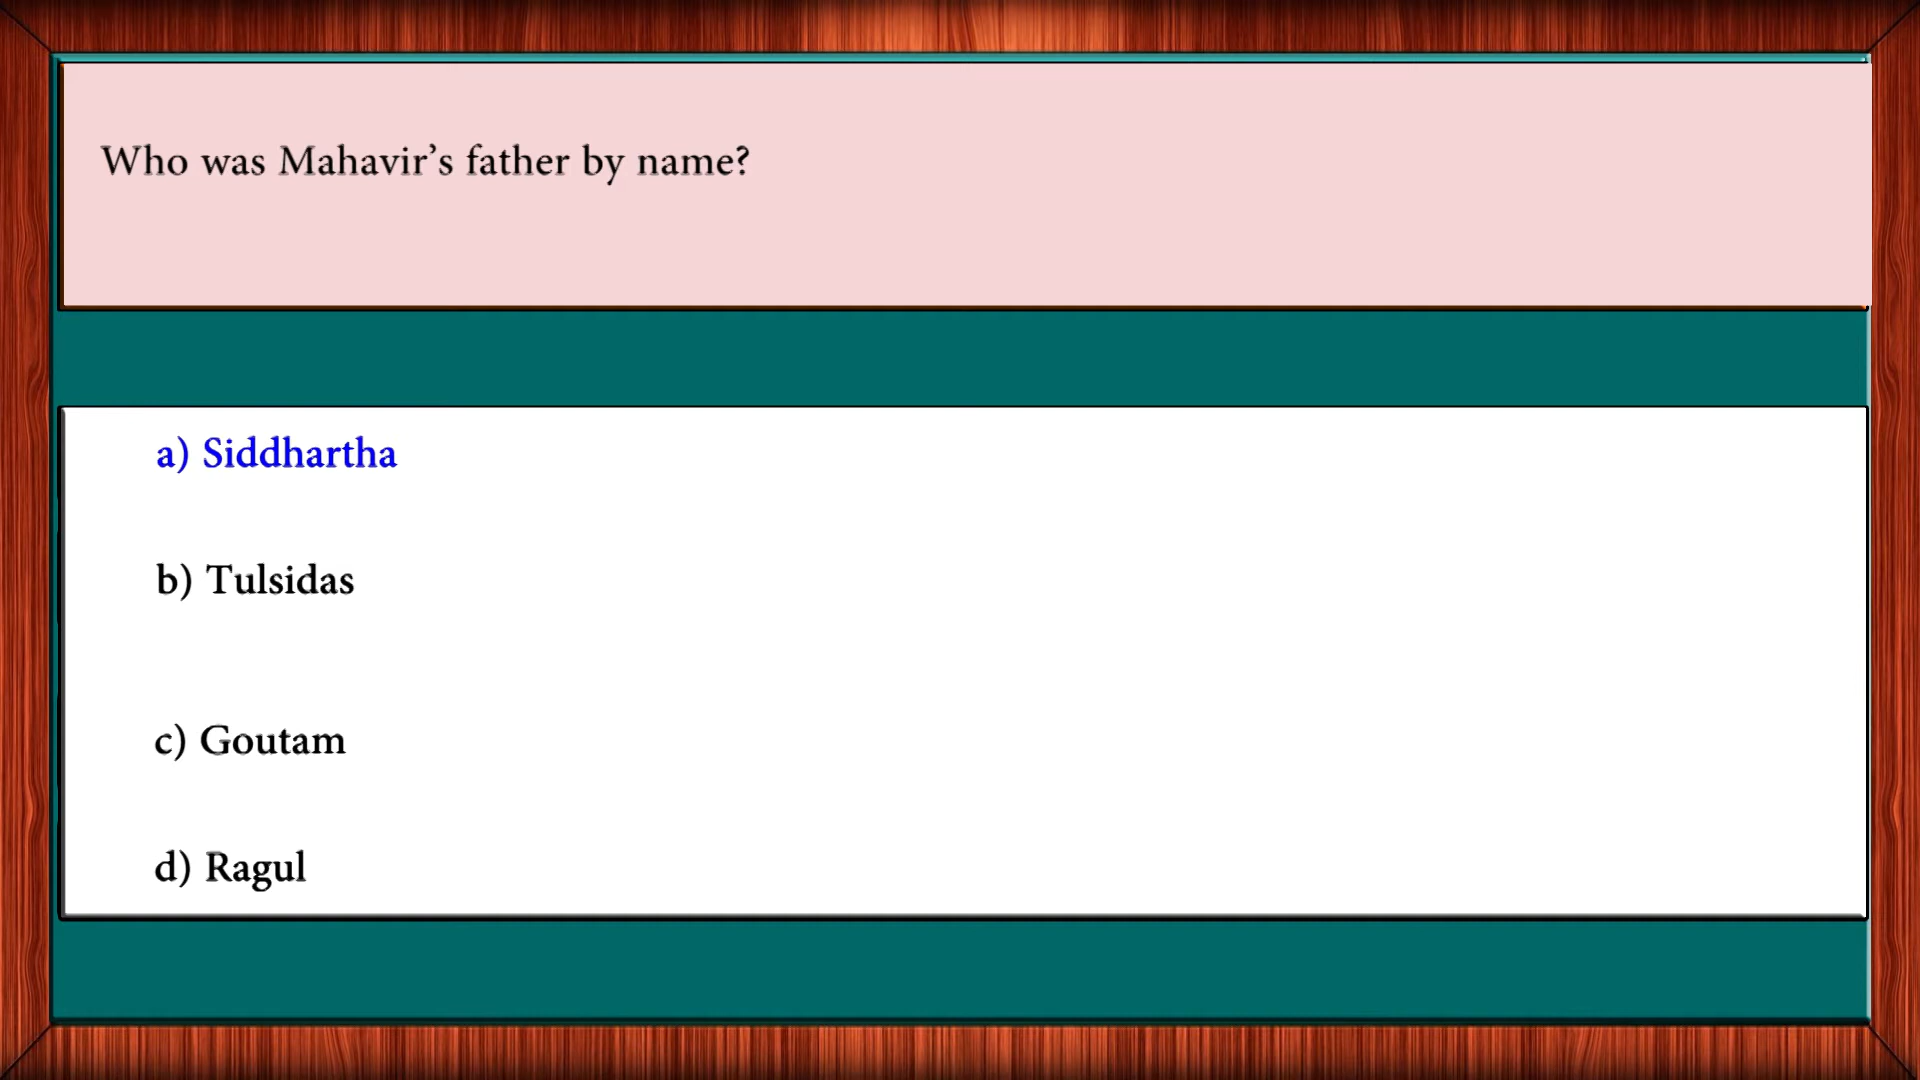 Who was Mahavir’s father by name?
a) Siddhartha
b) Tulsidas
c) Goutam
d) Ragul